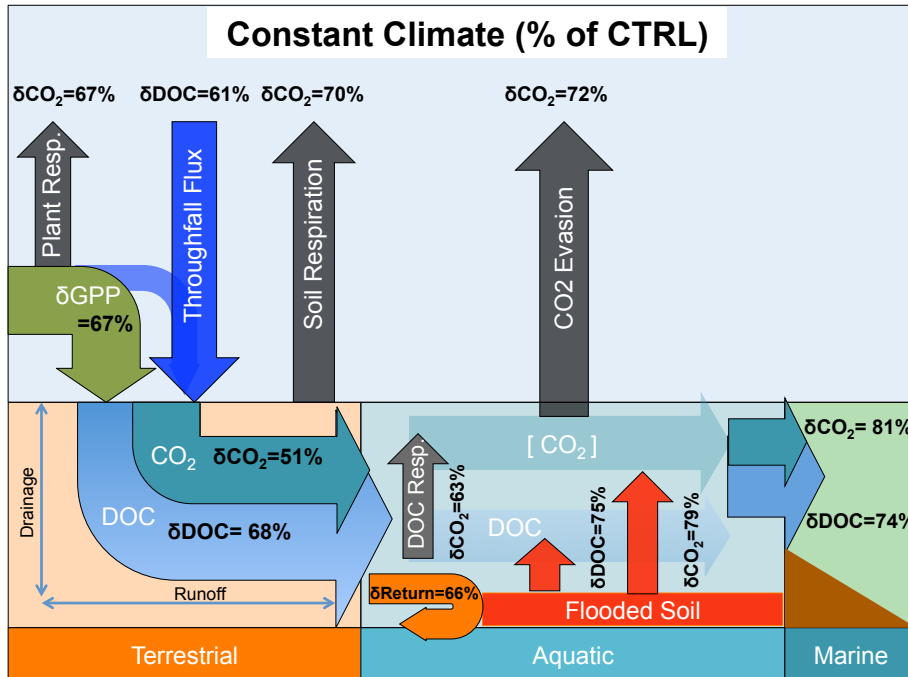 Constant Climate (% of CTRL)
δCO₂=67%
δDOC=61%
δCO₂=70%
δCO₂=72%
Plant Resp.
Throughfall Flux
Soil Respiration
CO2 Evasion
δGPP
=67%
CO₂
δCO₂=51%
DOC
δDOC= 68%
Drainage
Runoff
DOC Resp.
δCO₂=63%
[ CO₂ ]
DOC
δDOC=75%
δCO₂=79%
δReturn=66%
Flooded Soil
δCO₂= 81%
δDOC=74%
Terrestrial
Aquatic
Marine